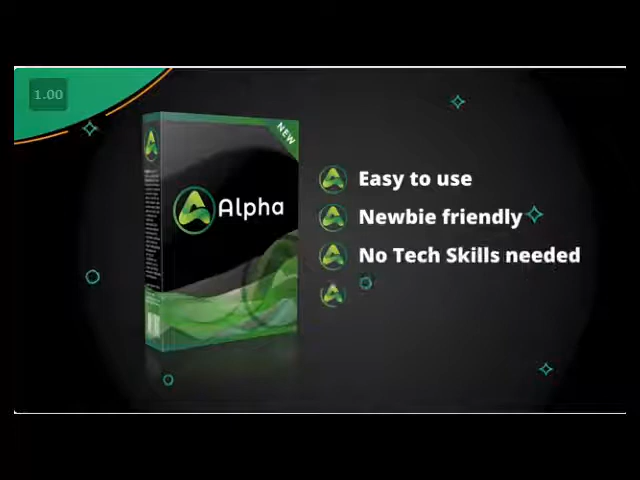 1.00
NEW
Alpha
Easy to use
Newbie friendly
No Tech Skills needed